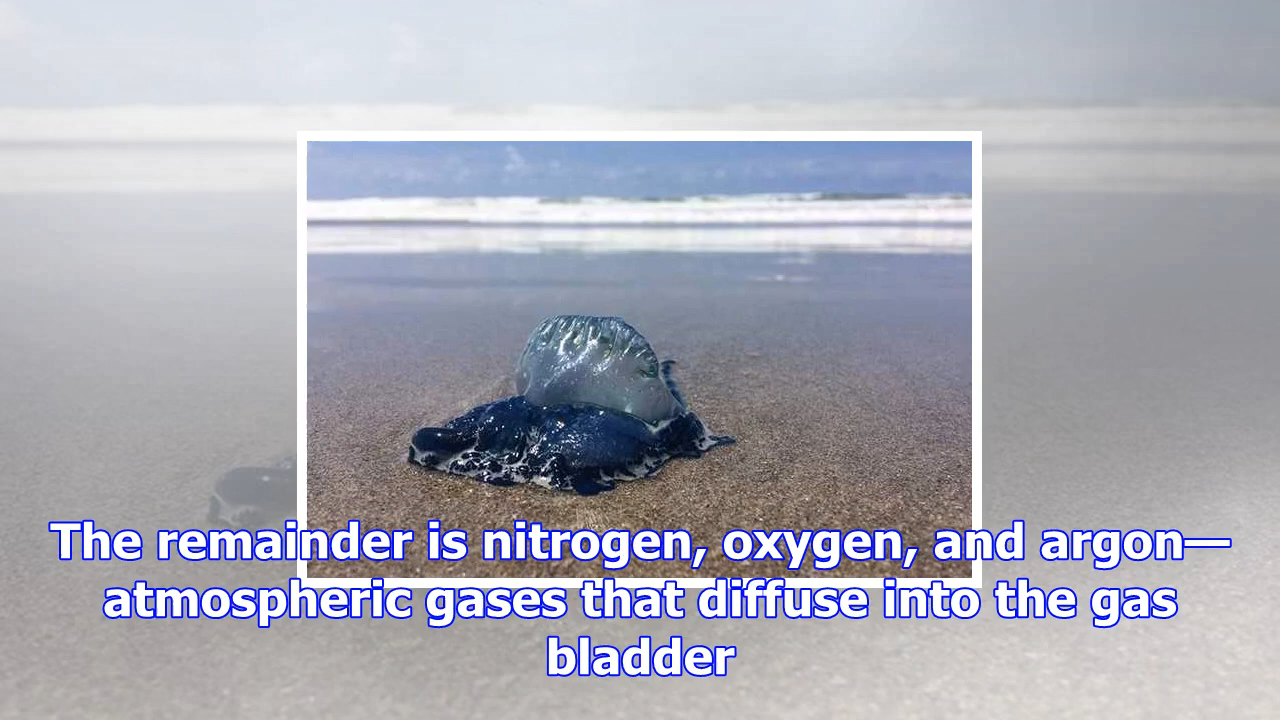 The remainder is nitrogen, oxygen, and argon—
atmospheric gases that diffuse into the gas
bladder